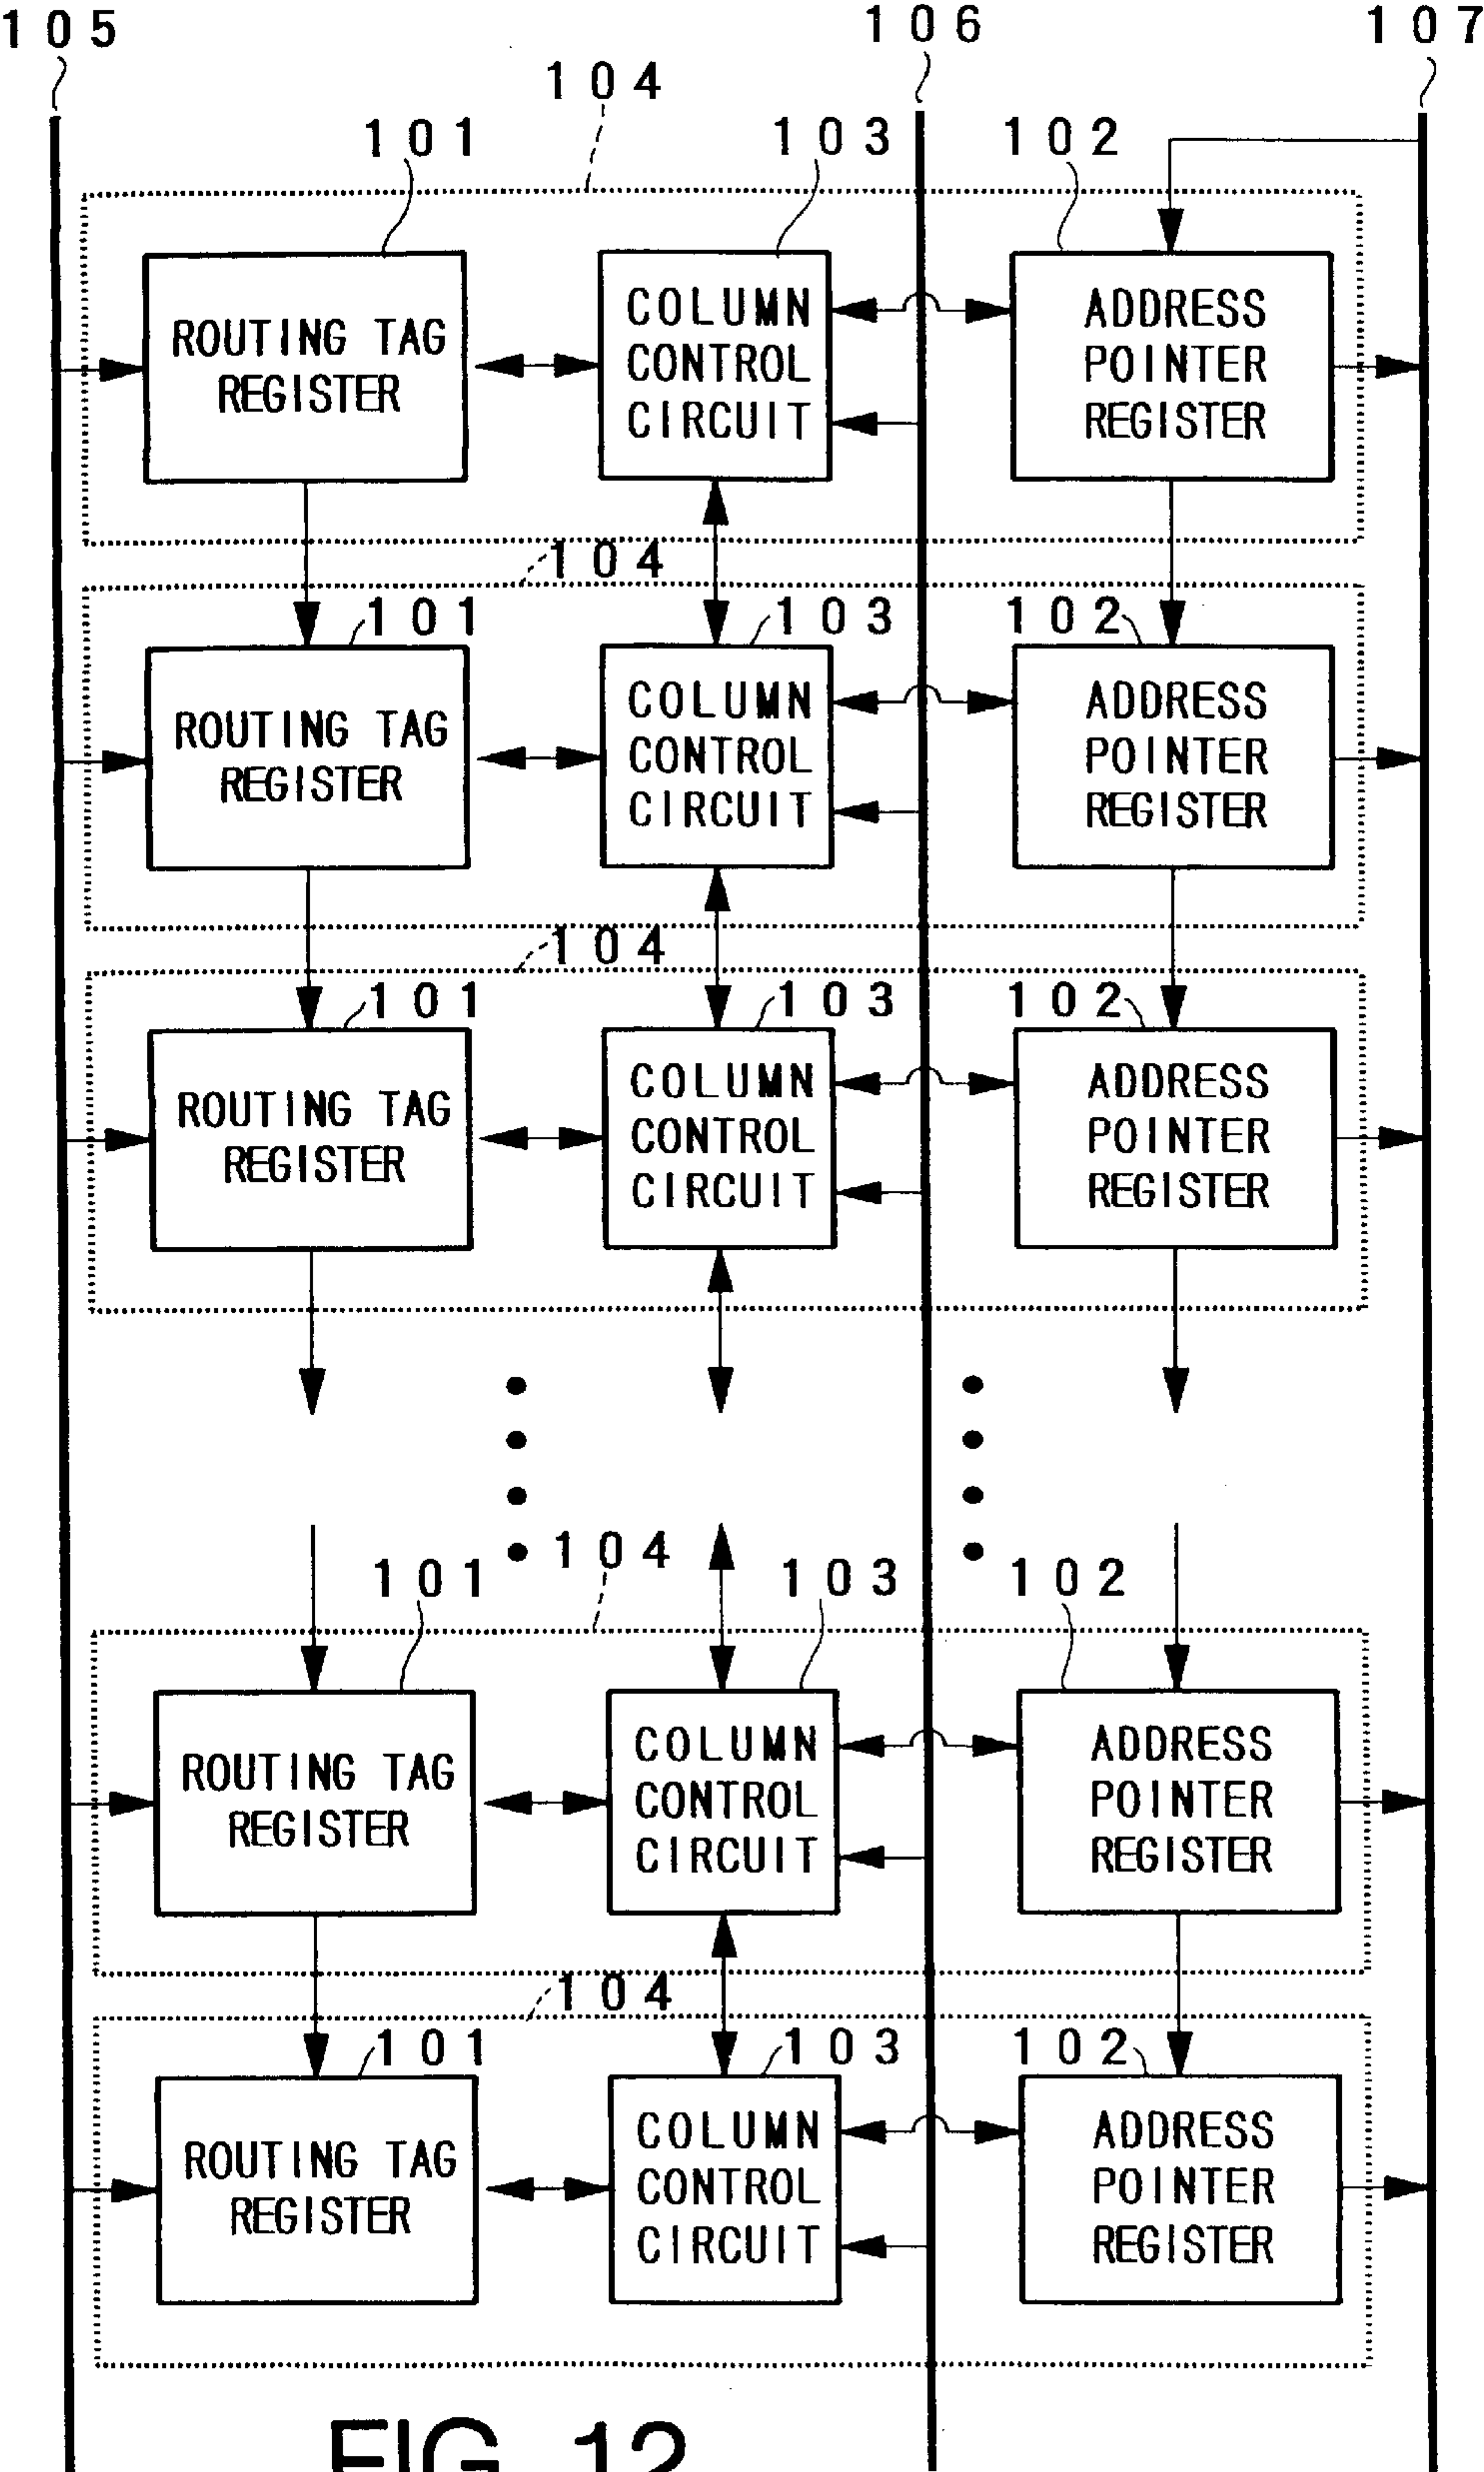 105
106
107
104
101
103
102
ROUTING TAG
REGISTER
COLUMN
CONTROL
CIRCUIT
ADDRESS
POINTER
REGISTER
104
101
103
102
ROUTING TAG
REGISTER
COLUMN
CONTROL
CIRCUIT
ADDRESS
POINTER
REGISTER
104
101
103
102
ROUTING TAG
REGISTER
COLUMN
CONTROL
CIRCUIT
ADDRESS
POINTER
REGISTER
104
101
103
102
ROUTING TAG
REGISTER
COLUMN
CONTROL
CIRCUIT
ADDRESS
POINTER
REGISTER
104
101
103
102
ROUTING TAG
REGISTER
COLUMN
CONTROL
CIRCUIT
ADDRESS
POINTER
REGISTER
FIG 12